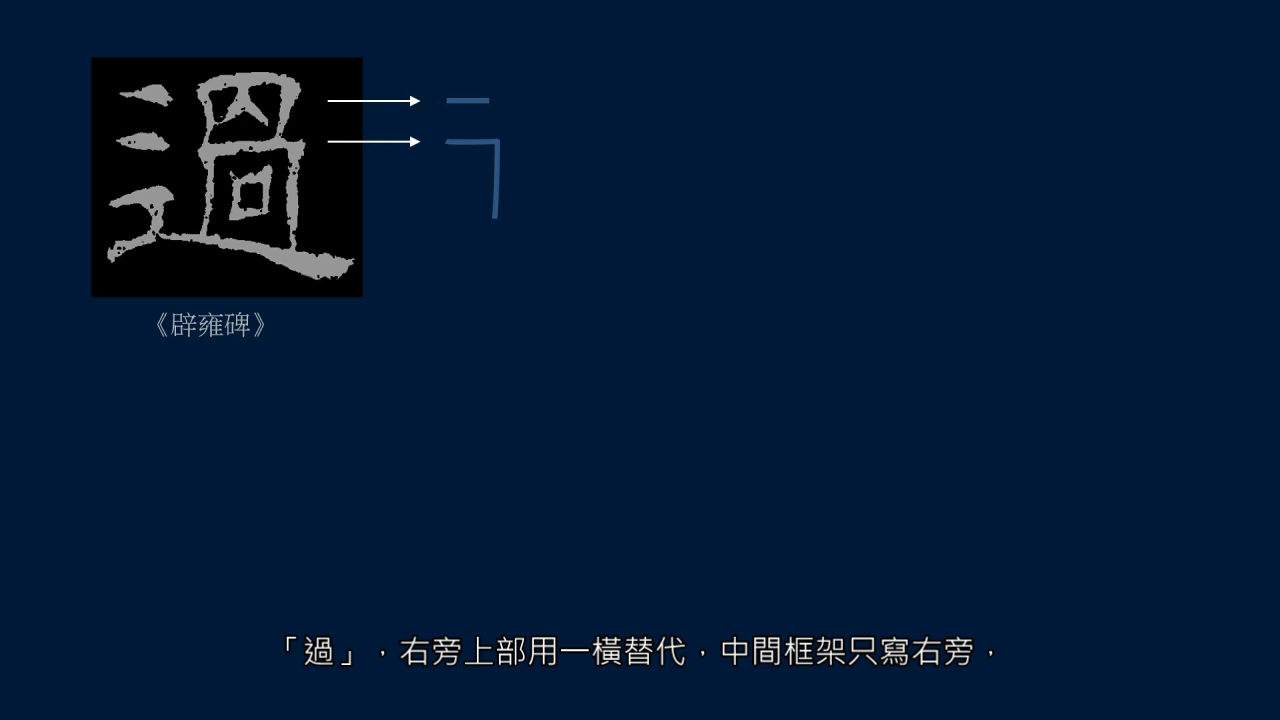 過
《辟雍碑》
「過」，右旁上部用一橫替代，中間框架只寫右旁，